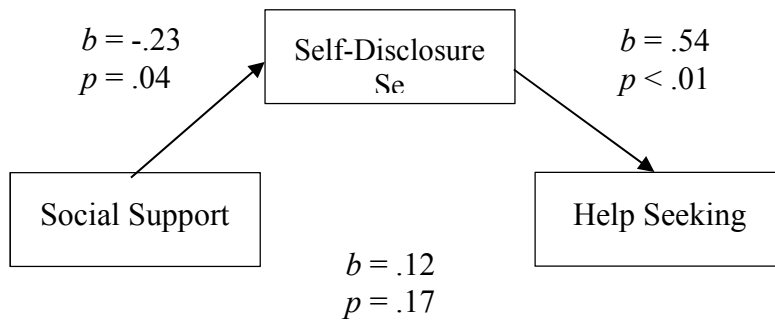 b = -.23
p = .04
Self-Disclosure
Se
b = .54
p < .01
Social Support
Help Seeking
b = .12
p = .17